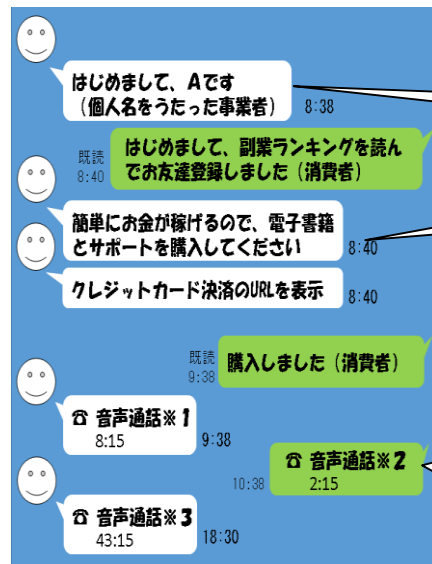 はじめまして、Aです
（個人名をうたった事業者）
8:38
はじめまして、副業ランキングを読ん
でお友達登録しました（消費者）
既読
8:40
簡単にお金が稼げるので、電子書籍
とサポートを購入してください
8:40
クレジットカード決済のURLを表示
8:40
購入しました（消費者）
既読
9:38
☎ 音声通話※1
8:15
9:38
☎ 音声通話※2
2:15
10:38
☎ 音声通話※3
43:15
18:30